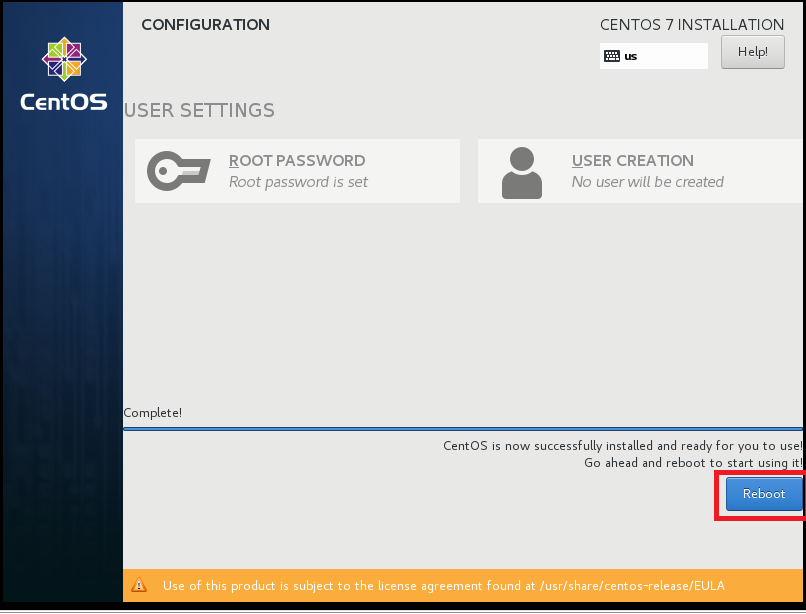 CONFIGURATION
CENTOS 7 INSTALLATION
us
Help!
CentOS
USER SETTINGS
ROOT PASSWORD
Root password is set
USER CREATION
No user will be created
Complete!
CentOS is now successfully installed and ready for you to use!
Go ahead and reboot to start using it!
Reboot
Use of this product is subject to the license agreement found at /usr/share/centos-release/EULA